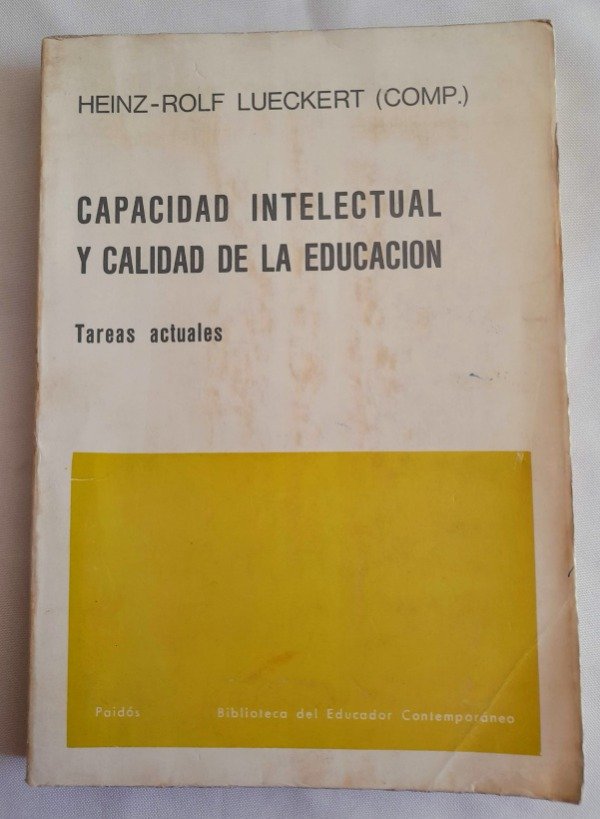 HEINZ-ROLF LUECKERT (COMP.)
CAPACIDAD INTELECTUAL
Y CALIDAD DE LA EDUCACION
Tareas actuales
Paidós Biblioteca del Educador Contemporáneo